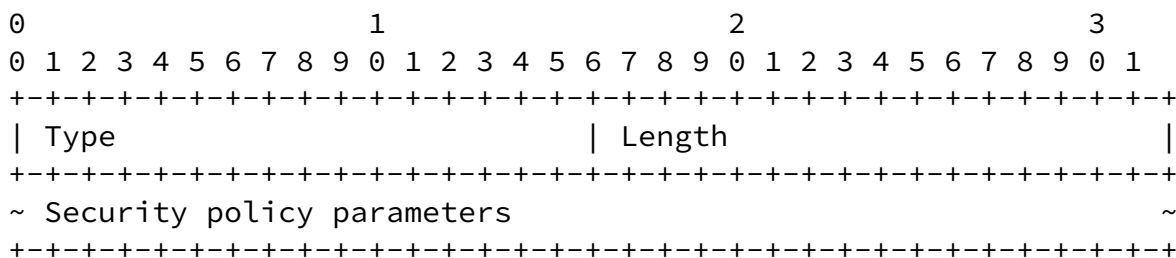 0                   1                   2                   3
0 1 2 3 4 5 6 7 8 9 0 1 2 3 4 5 6 7 8 9 0 1 2 3 4 5 6 7 8 9 0 1
+-+-+-+-+-+-+-+-+-+-+-+-+-+-+-+-+-+-+-+-+-+-+-+-+-+-+-+-+-+-+-+-+
| Type                          | Length                        |
+-+-+-+-+-+-+-+-+-+-+-+-+-+-+-+-+-+-+-+-+-+-+-+-+-+-+-+-+-+-+-+-+
~ Security policy parameters                                    ~
+-+-+-+-+-+-+-+-+-+-+-+-+-+-+-+-+-+-+-+-+-+-+-+-+-+-+-+-+-+-+-+-+